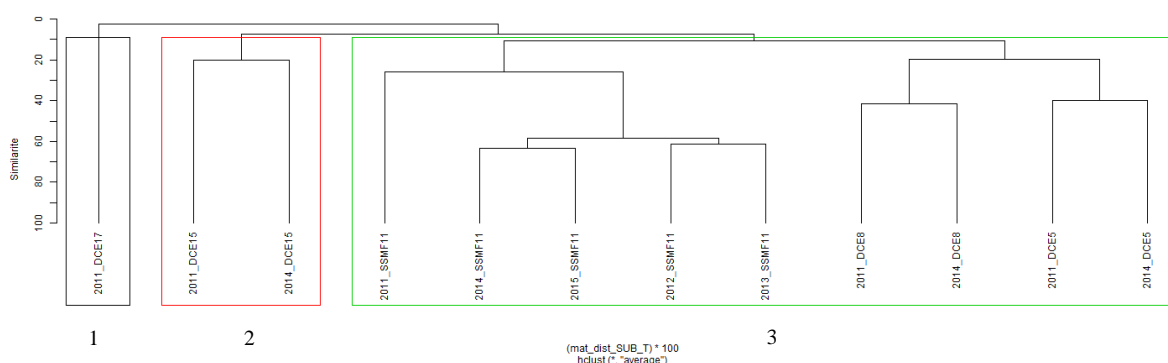 0
20
40
60
80
100
Similarite
2011_DCE17
2011_DCE15
2014_DCE15
2011_SSMF11
2014_SSMF11
2015_SSMF11
2012_SSMF11
2013_SSMF11
2011_DCE8
2014_DCE8
2011_DCE5
2014_DCE5
1
2
3
(mat_dist_SUB_T) * 100
hclust (*, "average")